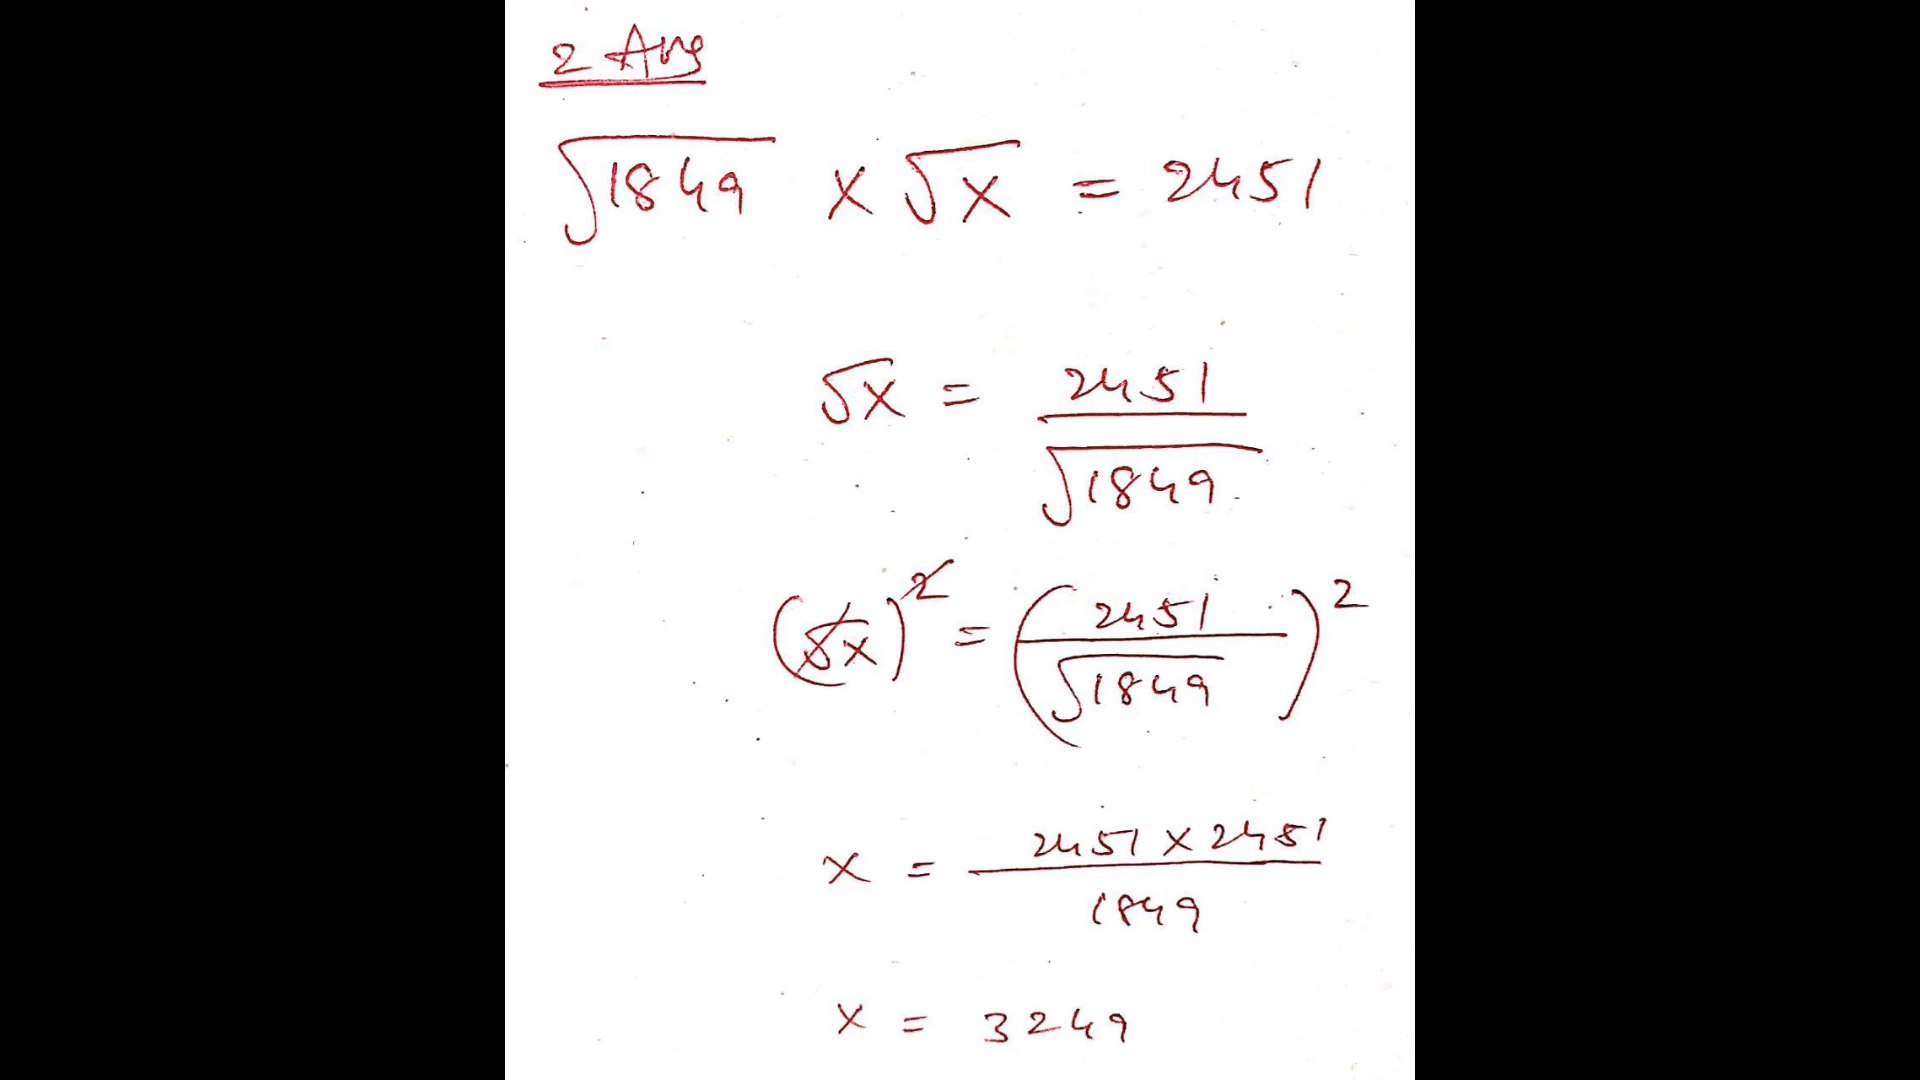 2 Ans
√1849 × √x = 2451
√x = 2451 / √1849
(√x)² = (2451 / √1849)²
x = 2451 × 2451 / 1849
x = 3249